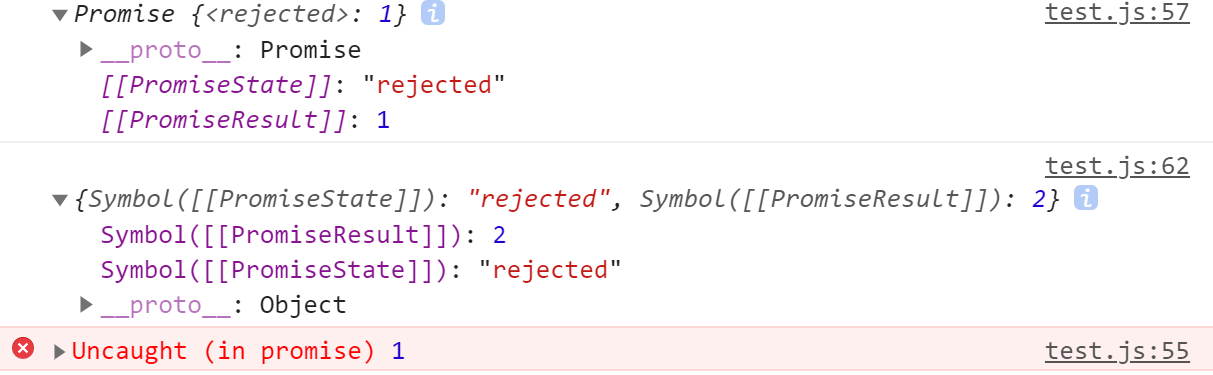 Promise {<rejected>: 1} i test.js:57
__proto__: Promise
[[PromiseState]]: "rejected"
[[PromiseResult]]: 1
test.js:62
{Symbol([[PromiseState]]): "rejected", Symbol([[PromiseResult]]): 2} i
Symbol([[PromiseResult]]): 2
Symbol([[PromiseState]]): "rejected"
__proto__: Object
Uncaught (in promise) 1 test.js:55